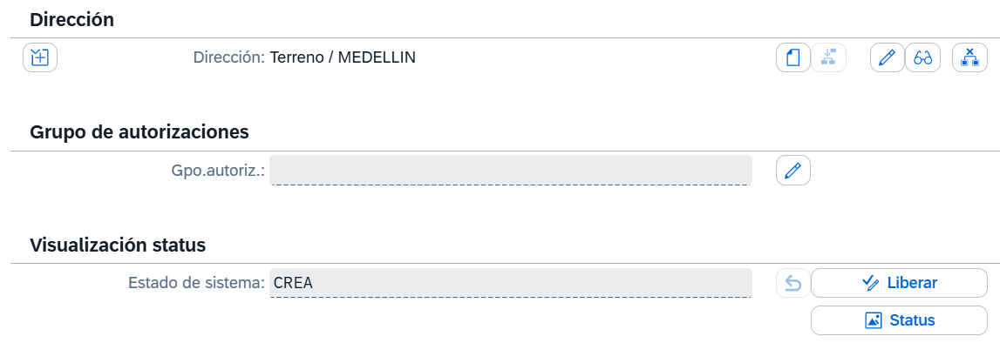 Dirección
Dirección: Terreno / MEDELLIN
Grupo de autorizaciones
Gpo.autoriz.:
Visualización status
Estado de sistema: CREA Liberar
Status